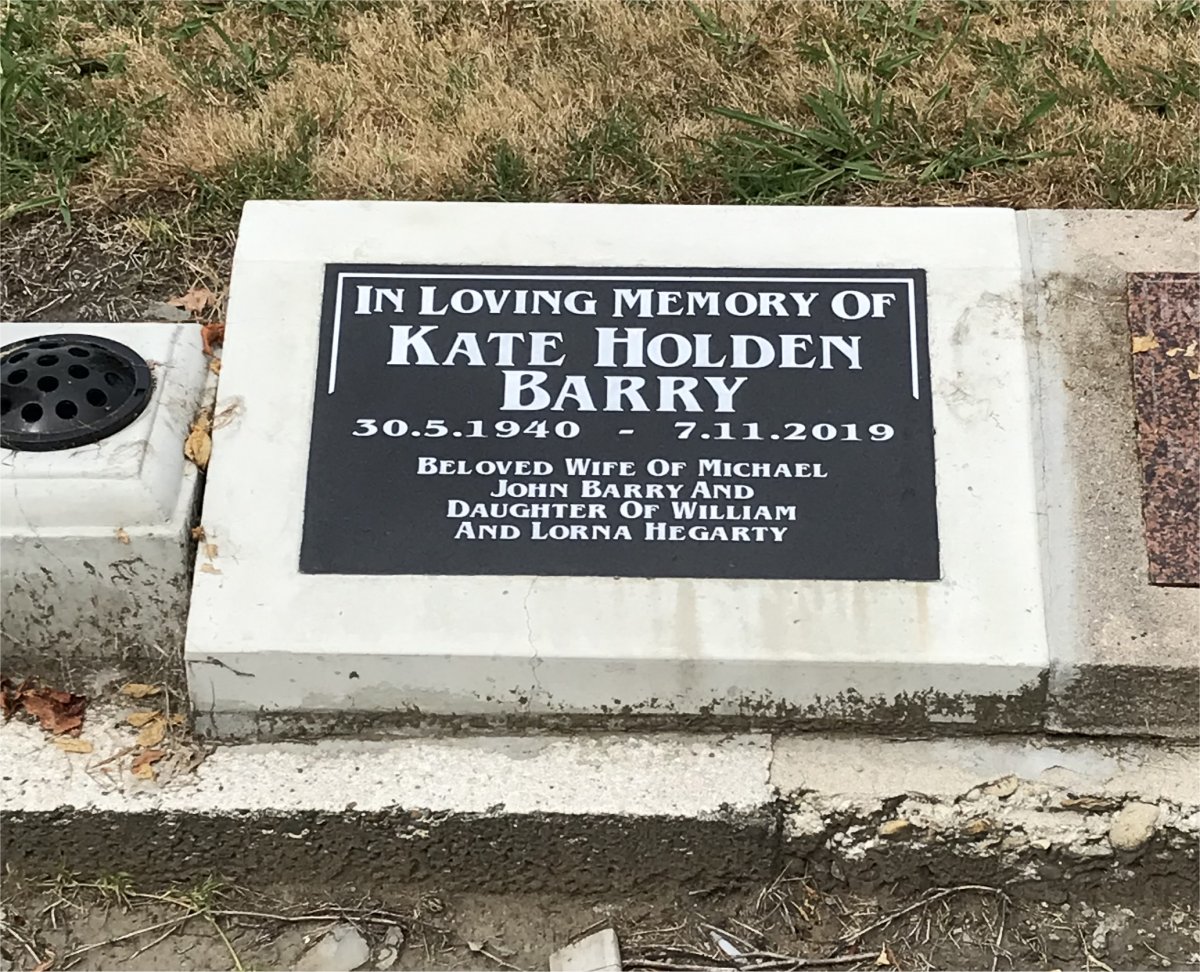 In Loving Memory Of
Kate Holden
Barry
30.5.1940 - 7.11.2019
Beloved Wife Of Michael
John Barry And
Daughter Of William
And Lorna Hegarty